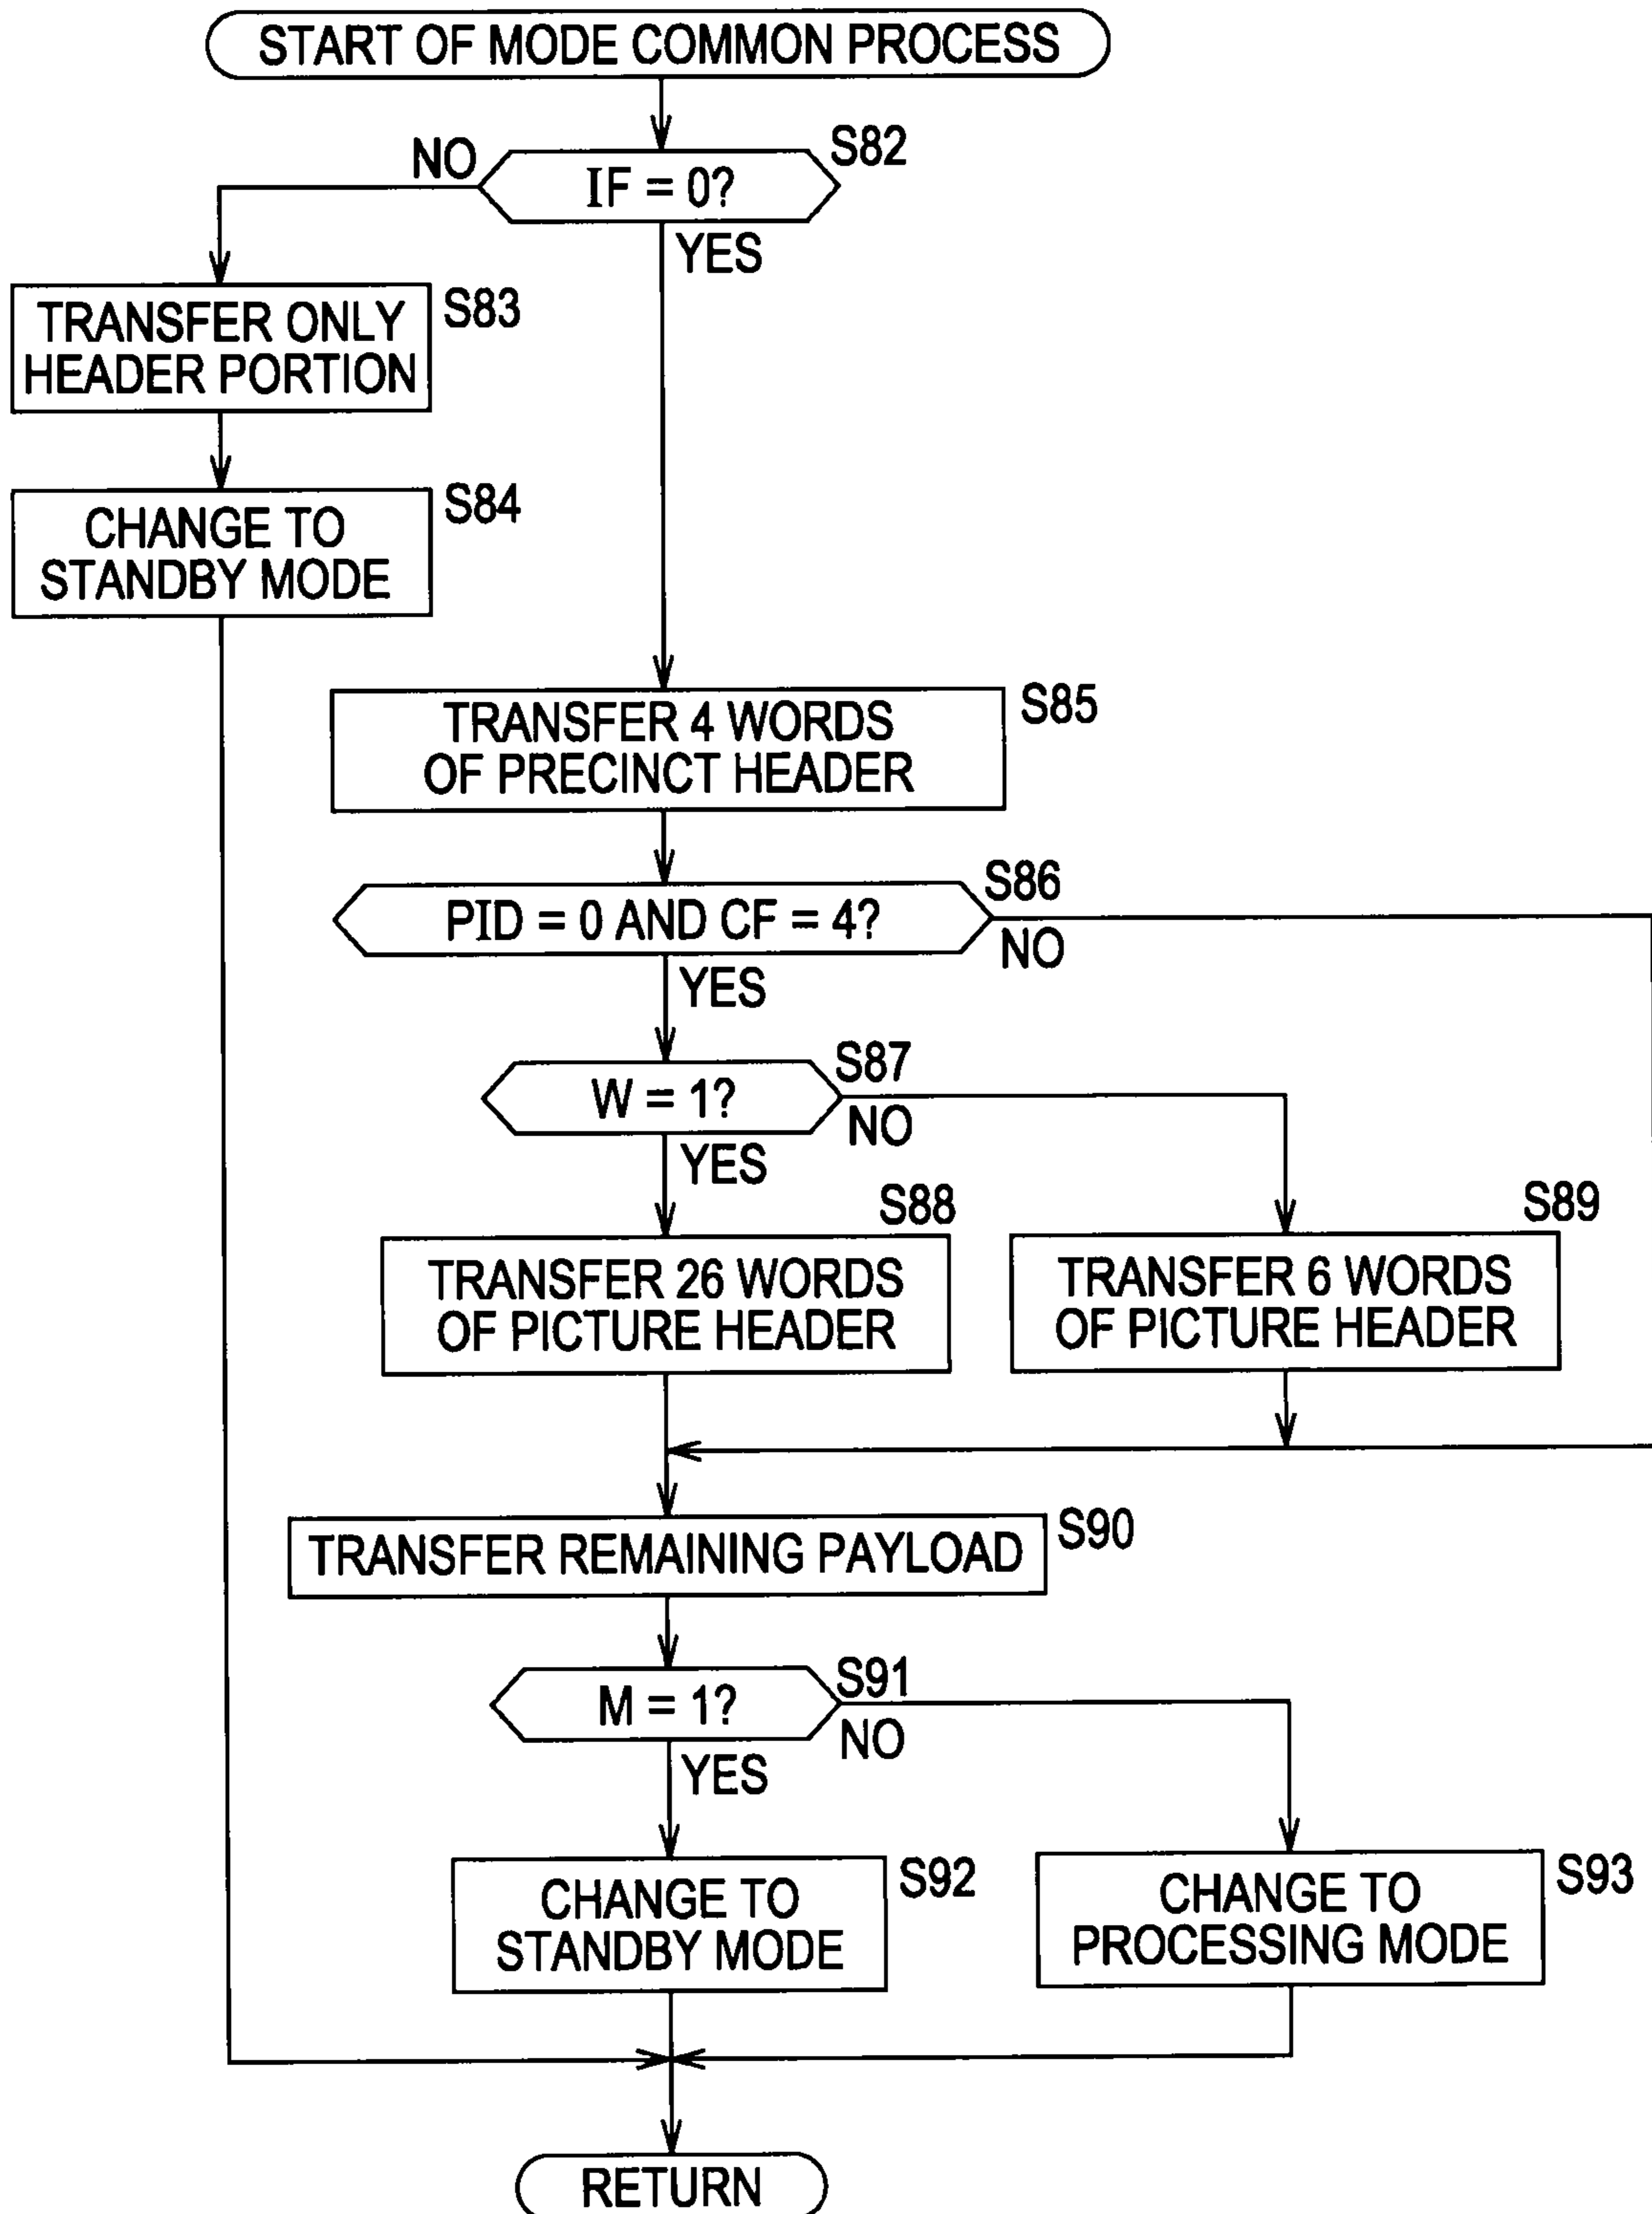 START OF MODE COMMON PROCESS
S82
NO
IF = 0?
YES
S83
TRANSFER ONLY
HEADER PORTION
S84
CHANGE TO
STANDBY MODE
S85
TRANSFER 4 WORDS
OF PRECINCT HEADER
S86
PID = 0 AND CF = 4?
NO
YES
S87
W = 1?
NO
YES
S88
TRANSFER 26 WORDS
OF PICTURE HEADER
S89
TRANSFER 6 WORDS
OF PICTURE HEADER
S90
TRANSFER REMAINING PAYLOAD
S91
M = 1?
NO
YES
S92
CHANGE TO
STANDBY MODE
S93
CHANGE TO
PROCESSING MODE
RETURN